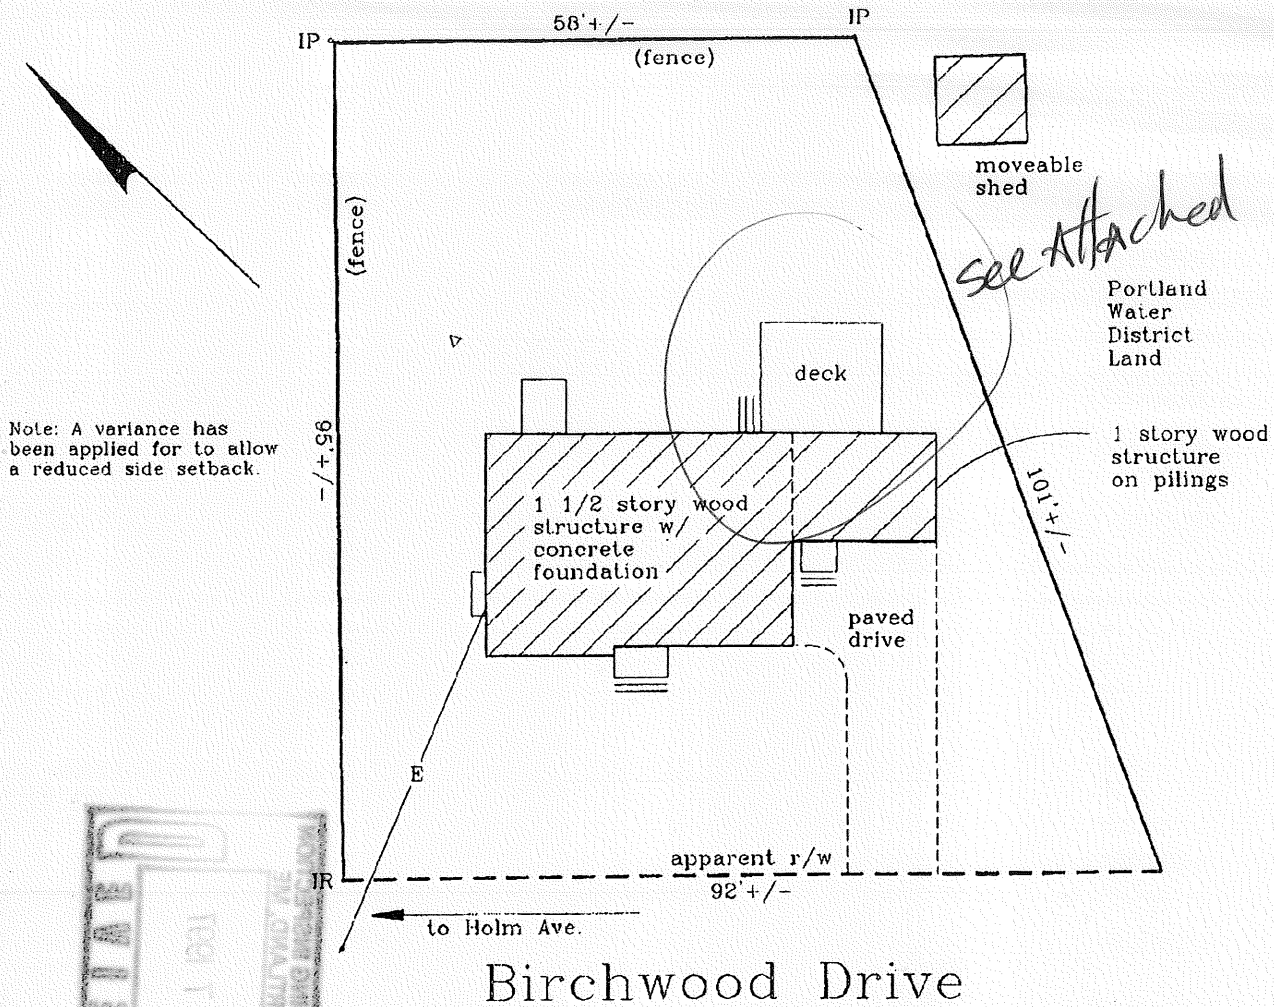 58'+/-
IP
IP
(fence)
moveable
shed
(fence)
see Attached
Portland
Water
District
Land
deck
Note: A variance has
been applied for to allow
a reduced side setback.
95'+/-
1 story wood
structure
on pilings
101'+/-
1 1/2 story wood
structure w/
concrete
foundation
paved
drive
E
apparent r/w
IR
92'+/-
to Holm Ave.
Birchwood Drive